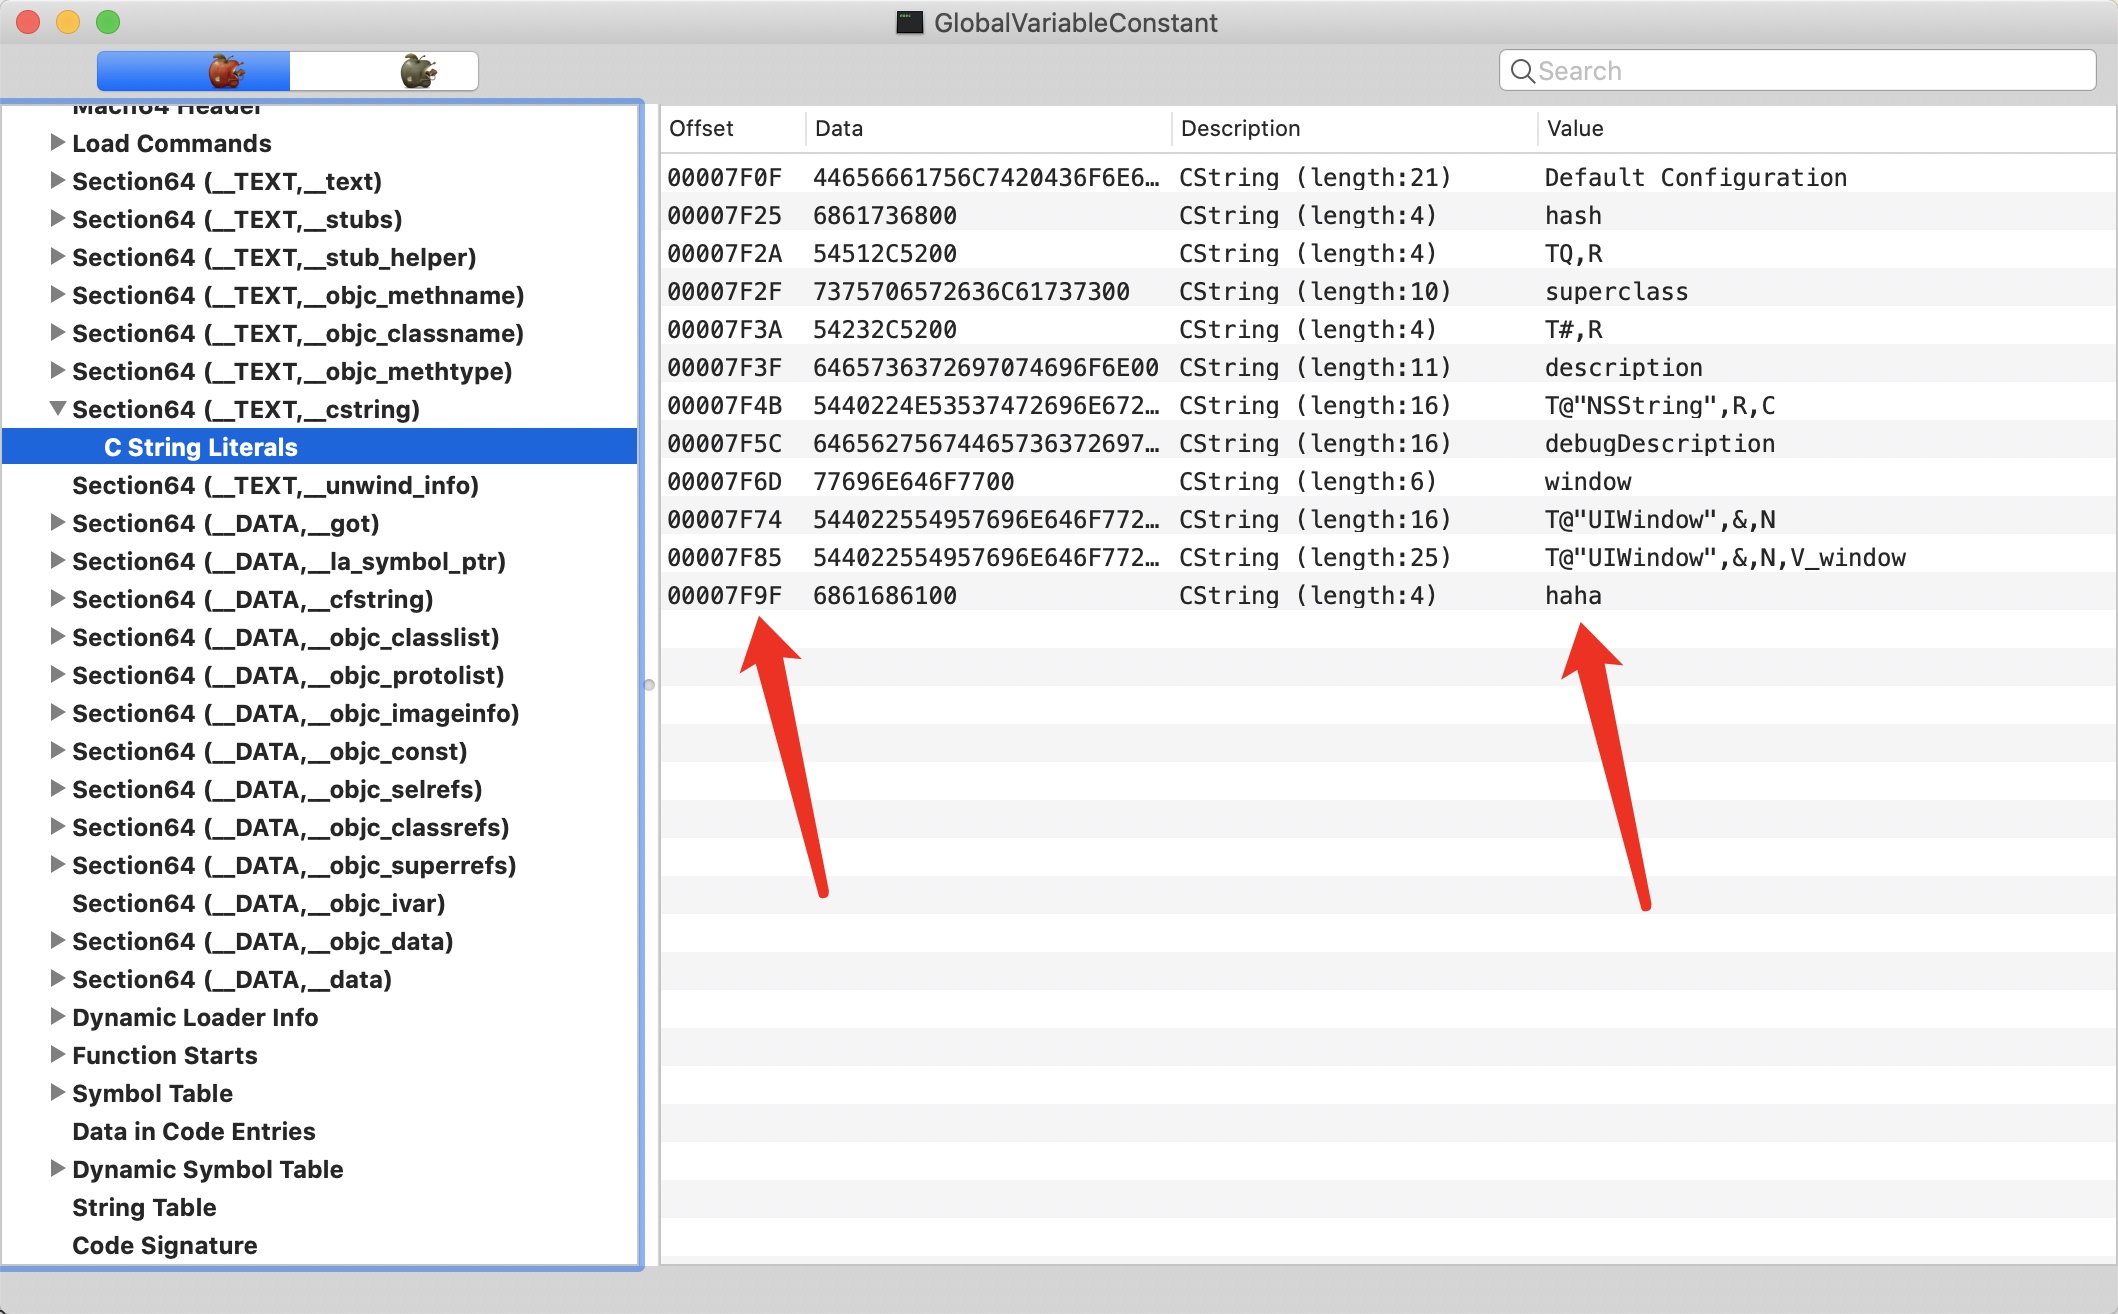 GlobalVariableConstant
Search
Mach64 Header
Load Commands
Section64 (__TEXT,__text)
Section64 (__TEXT,__stubs)
Section64 (__TEXT,__stub_helper)
Section64 (__TEXT,__objc_methname)
Section64 (__TEXT,__objc_classname)
Section64 (__TEXT,__objc_methtype)
Section64 (__TEXT,__cstring)
C String Literals
Section64 (__TEXT,__unwind_info)
Section64 (__DATA,__got)
Section64 (__DATA,__la_symbol_ptr)
Section64 (__DATA,__cfstring)
Section64 (__DATA,__objc_classlist)
Section64 (__DATA,__objc_protolist)
Section64 (__DATA,__objc_imageinfo)
Section64 (__DATA,__objc_const)
Section64 (__DATA,__objc_selrefs)
Section64 (__DATA,__objc_classrefs)
Section64 (__DATA,__objc_superrefs)
Section64 (__DATA,__objc_ivar)
Section64 (__DATA,__objc_data)
Section64 (__DATA,__data)
Dynamic Loader Info
Function Starts
Symbol Table
Data in Code Entries
Dynamic Symbol Table
String Table
Code Signature
Offset Data Description Value
00007F0F 44656661756C7420436F6E6… CString (length:21) Default Configuration
00007F25 6861736800 CString (length:4) hash
00007F2A 54512C5200 CString (length:4) TQ,R
00007F2F 7375706572636C61737300 CString (length:10) superclass
00007F3A 54232C5200 CString (length:4) T#,R
00007F3F 6465736372697074696F6E00 CString (length:11) description
00007F4B 5440224E53537472696E672… CString (length:16) T@"NSString",R,C
00007F5C 64656275674465736372697… CString (length:16) debugDescription
00007F6D 77696E646F7700 CString (length:6) window
00007F74 544022554957696E646F772… CString (length:16) T@"UIWindow",&,N
00007F85 544022554957696E646F772… CString (length:25) T@"UIWindow",&,N,V_window
00007F9F 6861686100 CString (length:4) haha